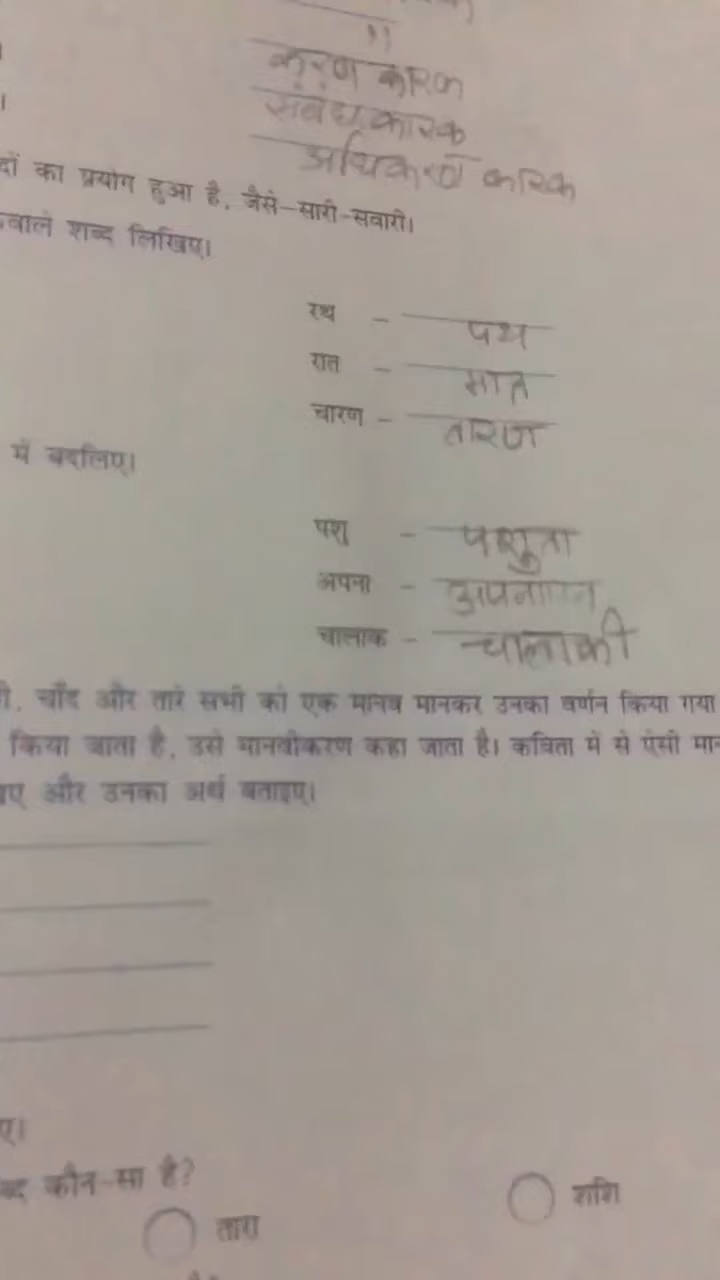 करण कारक
संबंध कारक
अधिकरण कारक
का प्रयोग हुआ है, जैसे-सारी-सवारी।
शब्द लिखिए।
रथ - पथ
रात - मात
चारण - तारण
में बदलिए।
पशु - पशुता
अपना - अपनापन
चालाक - चालाकी
चाँद और तारे सभी को एक मानव मानकर उनका वर्णन किया गया
किया जाता है, उसे मानवीकरण कहा जाता है। कविता में से ऐसी
और उनका अर्थ बताइए।
कौन-सा है?
शशि
तारा